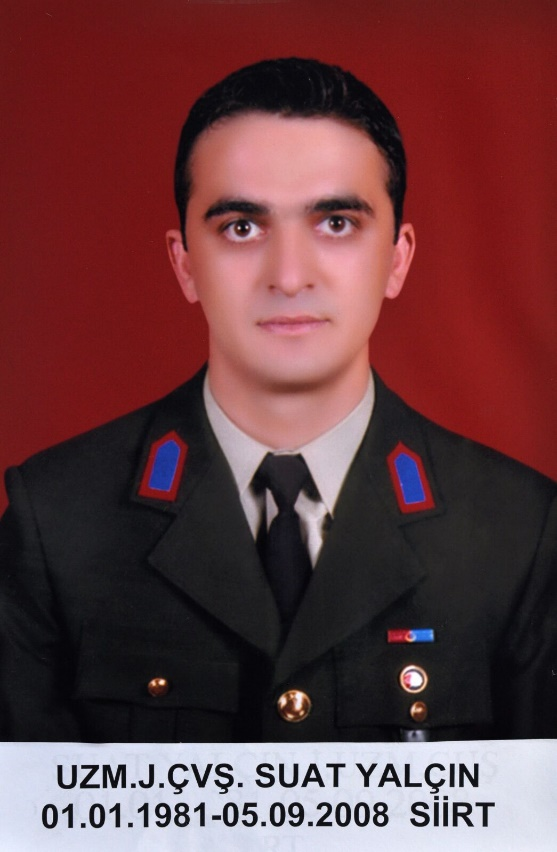 UZM.J.ÇVŞ. SUAT YALÇIN
01.01.1981-05.09.2008 SİİRT